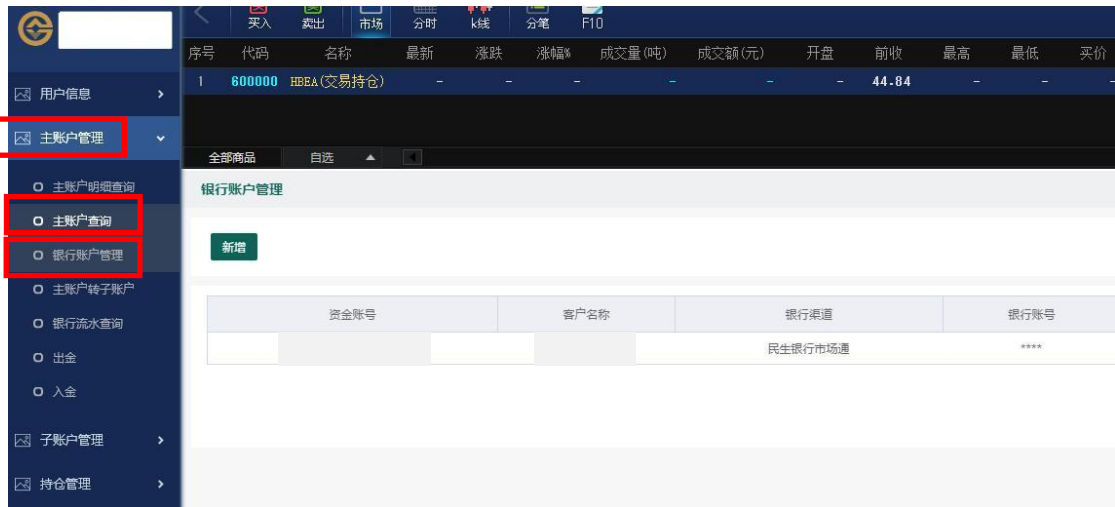 买入 卖出 市场 分时 k线 分笔 F10
序号 代码 名称 最新 涨跌 涨幅% 成交量(吨) 成交额(元) 开盘 前收 最高 最低 买价
1 600000 HBEA(交易持仓) - - - - - - 44.84 - - -
全部商品 自选
用户信息
主账户管理
主账户明细查询
主账户查询
银行账户管理
主账户转子账户
银行流水查询
出金
入金
子账户管理
持仓管理
银行账户管理
新增
资金账号 客户名称 银行渠道 银行账号
民生银行市场通 ****